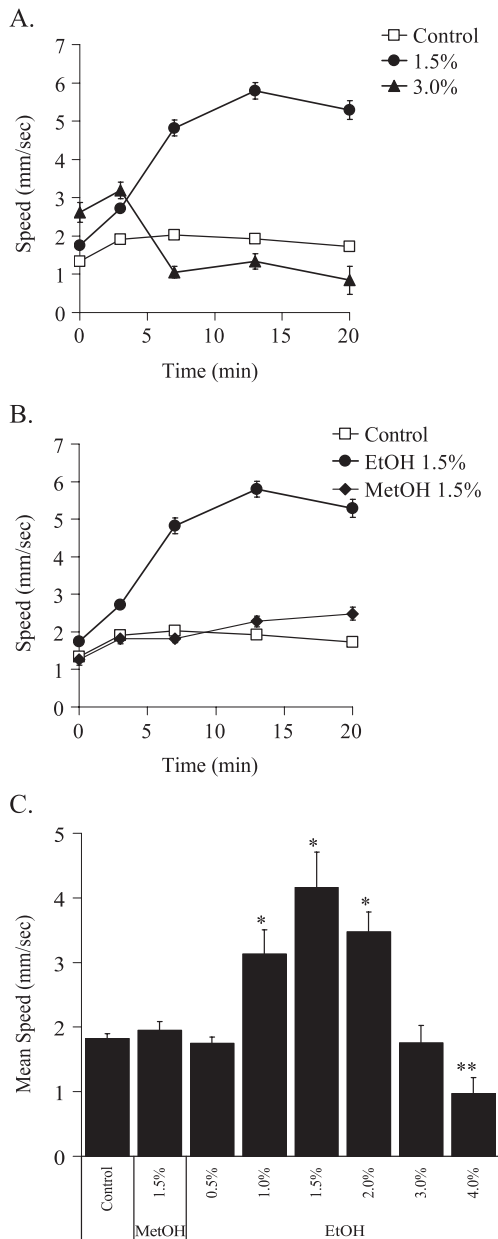 A.
Control
1.5%
3.0%
7
6
5
4
3
2
1
0
Speed (mm/sec)
0 5 10 15 20
Time (min)
B.
Control
EtOH 1.5%
MetOH 1.5%
7
6
5
4
3
2
1
0
Speed (mm/sec)
0 5 10 15 20
Time (min)
C.
5
4
3
2
1
0
Mean Speed (mm/sec)
* * * **
Control 1.5% 0.5% 1.0% 1.5% 2.0% 3.0% 4.0%
MetOH EtOH